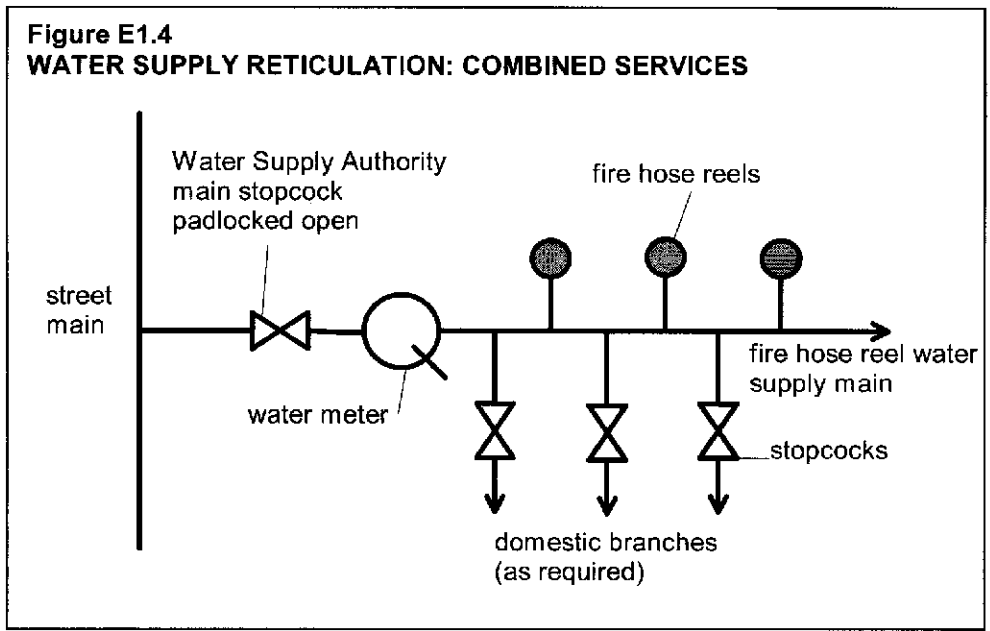 Figure E1.4
WATER SUPPLY RETICULATION: COMBINED SERVICES
Water Supply Authority
main stopcock
padlocked open
fire hose reels
street
main
fire hose reel water
supply main
water meter
stopcocks
domestic branches
(as required)